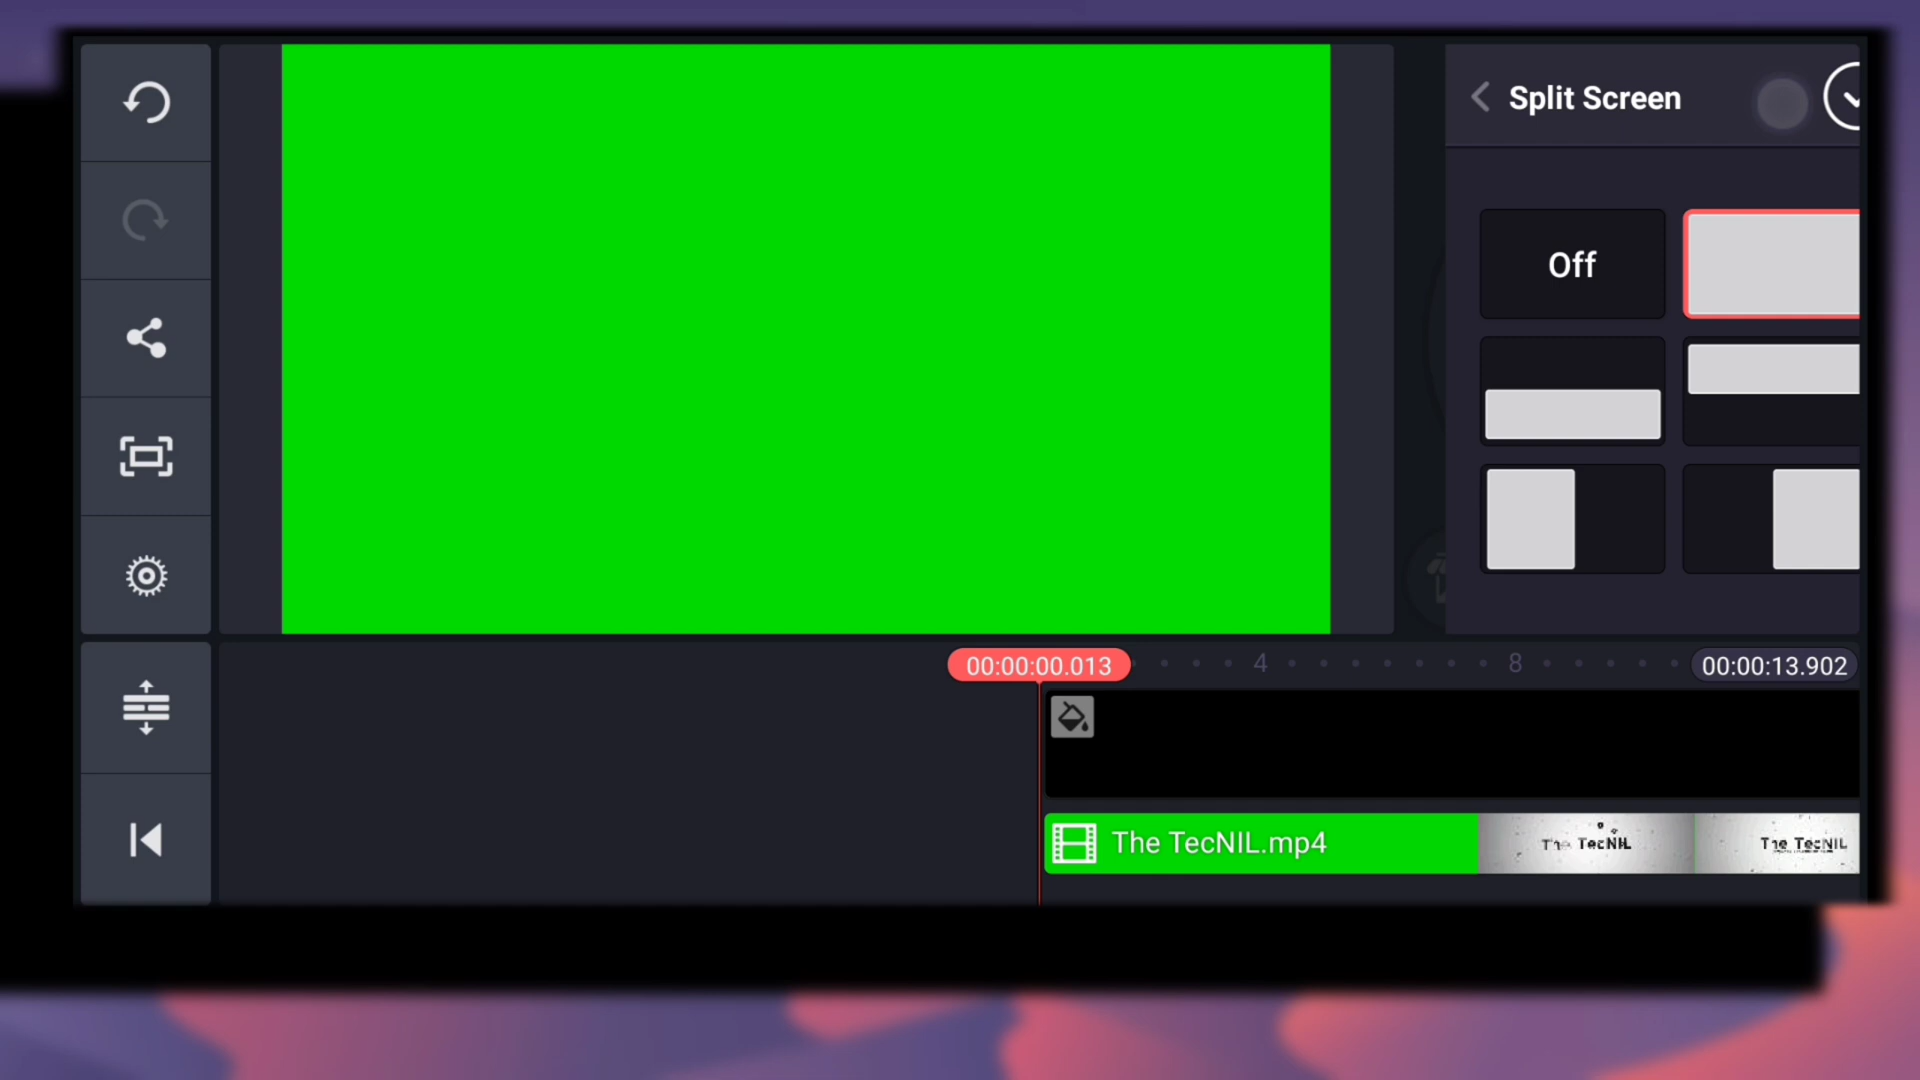 Split Screen
Off
00:00:00.013
4
8
00:00:13.902
The TecNIL.mp4
The TecNIL
The TecNIL